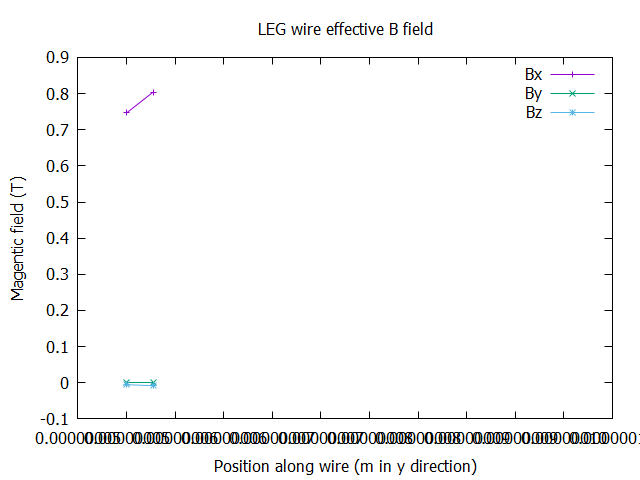 LEG wire effective B field
Bx
By
Bz
0.9
0.8
0.7
0.6
0.5
0.4
0.3
0.2
0.1
0
-0.1
Magentic field (T)
Position along wire (m in y direction)